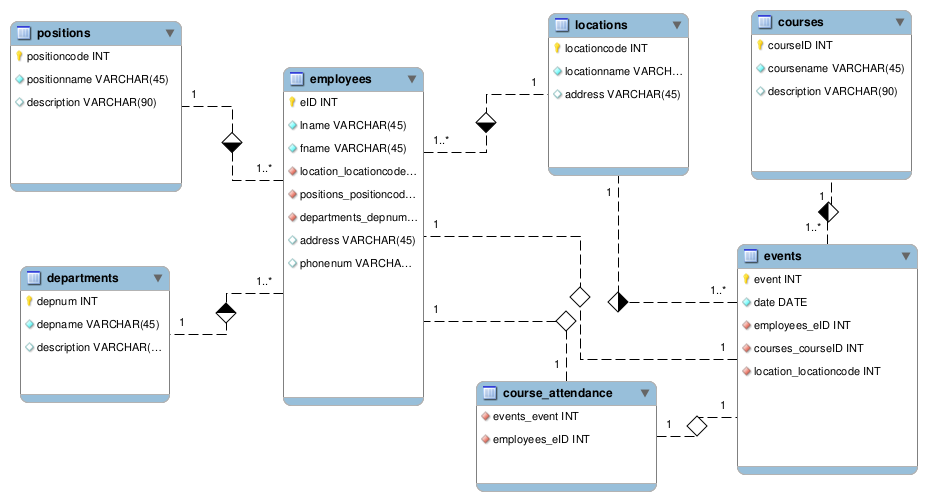 positions
positioncode INT
positionname VARCHAR(45)
description VARCHAR(90)
employees
eID INT
lname VARCHAR(45)
fname VARCHAR(45)
location_locationcode...
positions_positioncod...
departments_depnum...
address VARCHAR(45)
phonenum VARCHA...
locations
locationcode INT
locationname VARCH...
address VARCHAR(45)
courses
courseID INT
coursename VARCHAR(45)
description VARCHAR(90)
departments
depnum INT
depname VARCHAR(45)
description VARCHAR(...
events
event INT
date DATE
employees_eID INT
courses_courseID INT
location_locationcode INT
course_attendance
events_event INT
employees_eID INT
1
1..*
1
1..*
1
1..*
1
1..*
1
1..*
1
1
1
1
1
1